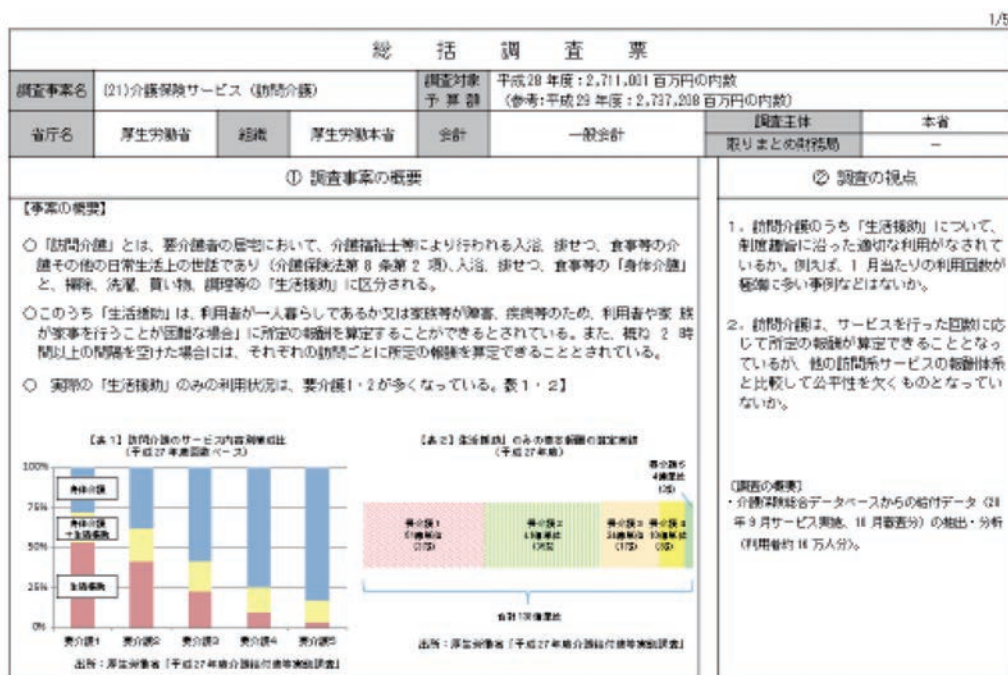 1/5
総 括 調 査 票
調査事案名
(21)介護保険サービス (訪問介護)
調査対象
予 算 額
平成28 年度:2,711,001 百万円の内数
(参考:平成29 年度:2,737,208 百万円の内数)
省庁名
厚生労働省
組織
厚生労働本省
会計
一般会計
調査主体
本省
取りまとめ財務局
－
① 調査事案の概要
【事案の概要】
○「訪問介護」とは、要介護者の居宅において、介護福祉士等により行われる入浴、排せつ、食事等の介
護その他の日常生活上の世話であり (介護保険法第 8 条第 2 項)、入浴、排せつ、食事等の「身体介護」
と、掃除、洗濯、買い物、調理等の「生活援助」に区分される。
○このうち「生活援助」は、利用者が一人暮らしであるか又は家族等が障害、疾病等のため、利用者や家 族
が家事を行うことが困難な場合」に所定の報酬を算定することができるとされている。また、概ね 2 時
間以上の間隔を空けた場合には、それぞれの訪問ごとに所定の報酬を算定できることとされている。
○ 実際の「生活援助」のみの利用状況は、要介護1・2が多くなっている。表1・2】
【表1】訪問介護のサービス内容別構成比
(平成27年度回数ベース)
100%
75%
50%
25%
0%
身体介護
身体介護
+生活援助
生活援助
要介護1
要介護2
要介護3
要介護4
要介護5
出所:厚生労働省「平成27年度介護給付費等実態調査」
【表2】生活援助」のみの
(平成27年度)
要介護5
要介護1
要介護2
要介護3
要介護4
出所:厚生労働省「平成27年度介護給付費等実態調査」
② 調査の視点
1.訪問介護のうち「生活援助」について、
制度趣旨に沿った適切な利用がなされて
いるか。例えば、1 月当たりの利用回数が
極端に多い事例などはないか。
2.訪問介護は、サービスを行った回数に応
じて所定の報酬が算定できることとなっ
ているが、他の訪問系サービスの報酬体系
と比較して公平性を欠くものとなってい
ないか。
【調査の概要】
・介護保険総合データベースからの給付データ (28
年 9 月サービス実施、10 月審査分) の抽出・分析
(利用者約 10 万人分)。